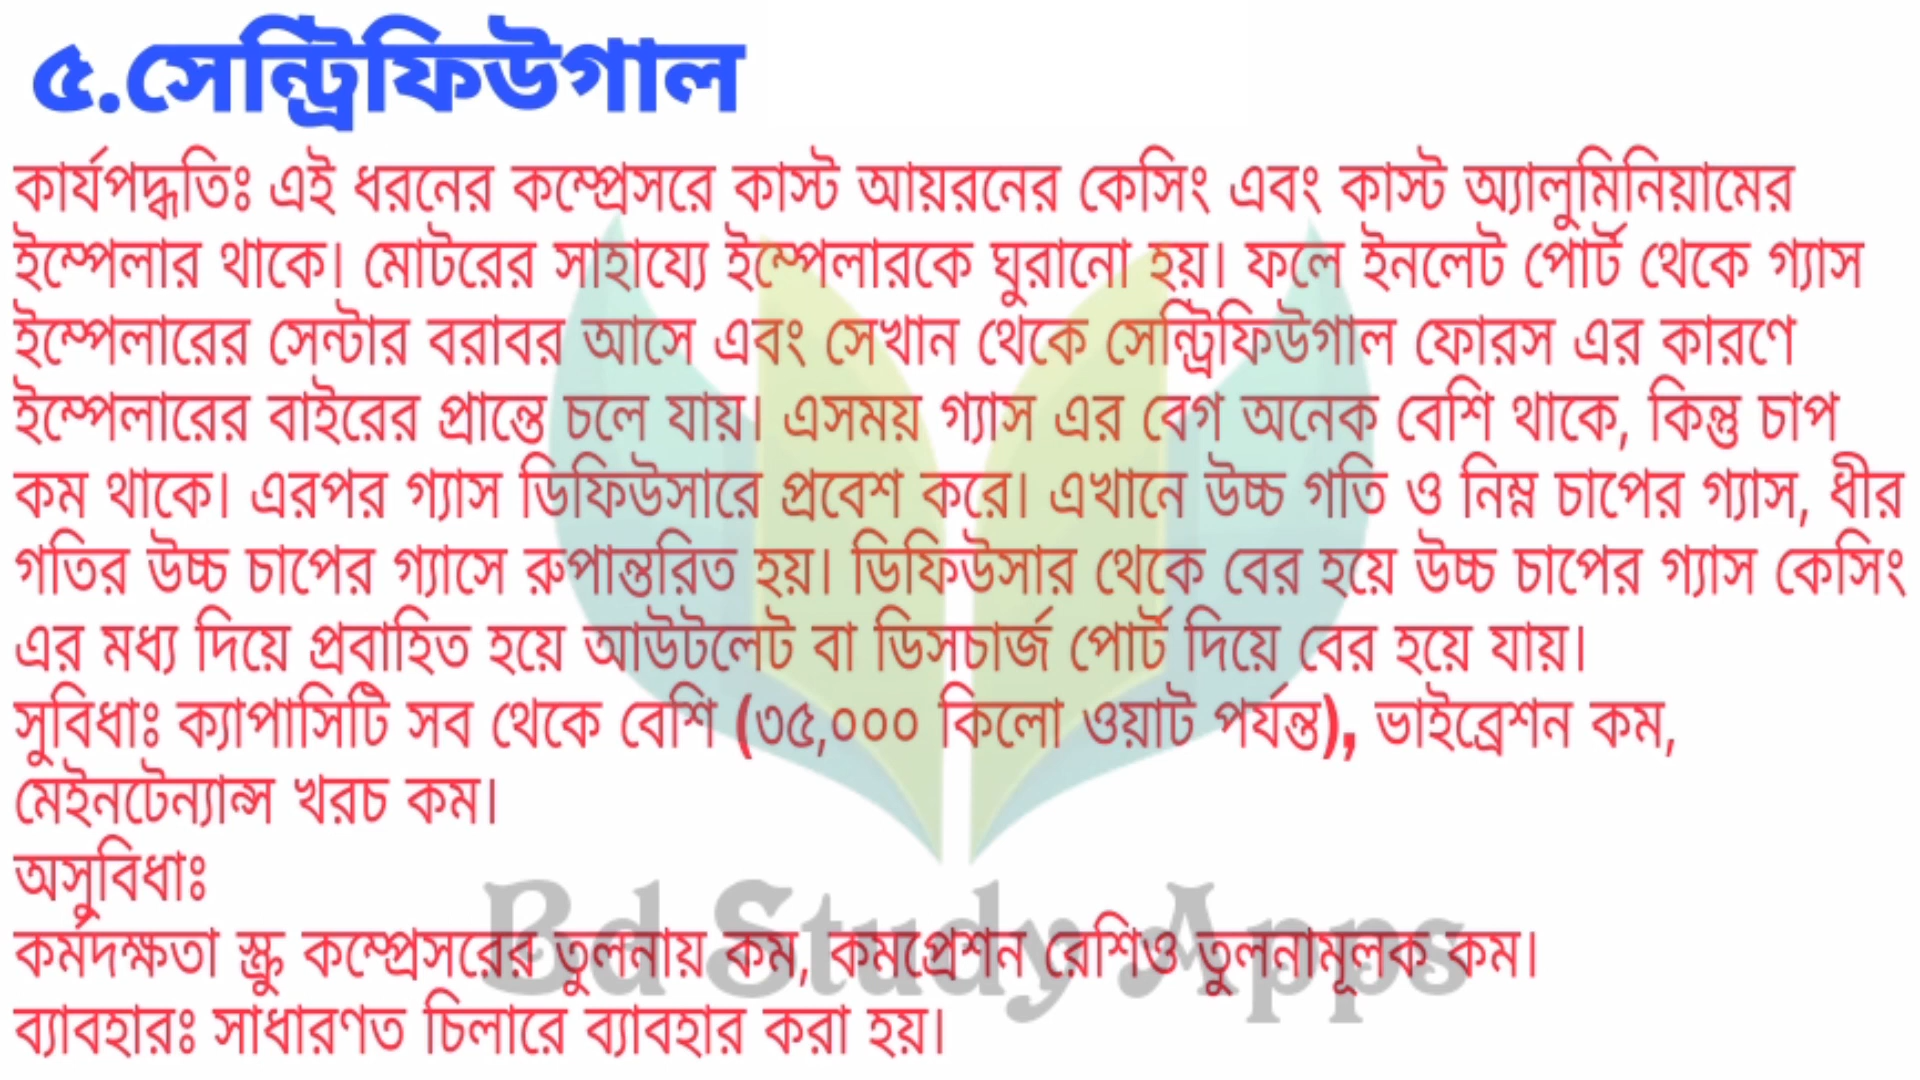 ৫.সেন্ট্রিফিউগাল
কার্যপদ্ধতিঃ এই ধরনের কম্প্রেসরে কাস্ট আয়রনের কেসিং এবং কাস্ট অ্যালুমিনিয়ামের
ইম্পেলার থাকে। মোটরের সাহায্যে ইম্পেলারকে ঘুরানো হয়। ফলে ইনলেট পোর্ট থেকে গ্যাস
ইম্পেলারের সেন্টার বরাবর আসে এবং সেখান থেকে সেন্ট্রিফিউগাল ফোরস এর কারণে
ইম্পেলারের বাইরের প্রান্তে চলে যায়। এসময় গ্যাস এর বেগ অনেক বেশি থাকে, কিন্তু চাপ
কম থাকে। এরপর গ্যাস ডিফিউসারে প্রবেশ করে। এখানে উচ্চ গতি ও নিম্ন চাপের গ্যাস, ধীর
গতির উচ্চ চাপের গ্যাসে রুপান্তরিত হয়। ডিফিউসার থেকে বের হয়ে উচ্চ চাপের গ্যাস কেসিং
এর মধ্য দিয়ে প্রবাহিত হয়ে আউটলেট বা ডিসচার্জ পোর্ট দিয়ে বের হয়ে যায়।
সুবিধাঃ ক্যাপাসিটি সব থেকে বেশি (৩৫,০০০ কিলো ওয়াট পর্যন্ত), ভাইব্রেশন কম,
মেইনটেন্যান্স খরচ কম।
অসুবিধাঃ
কর্মদক্ষতা স্ক্রু কম্প্রেসরের তুলনায় কম, কমপ্রেশন রেশিও তুলনামূলক কম।
ব্যাবহারঃ সাধারণত চিলারে ব্যাবহার করা হয়।
Bd Study Apps